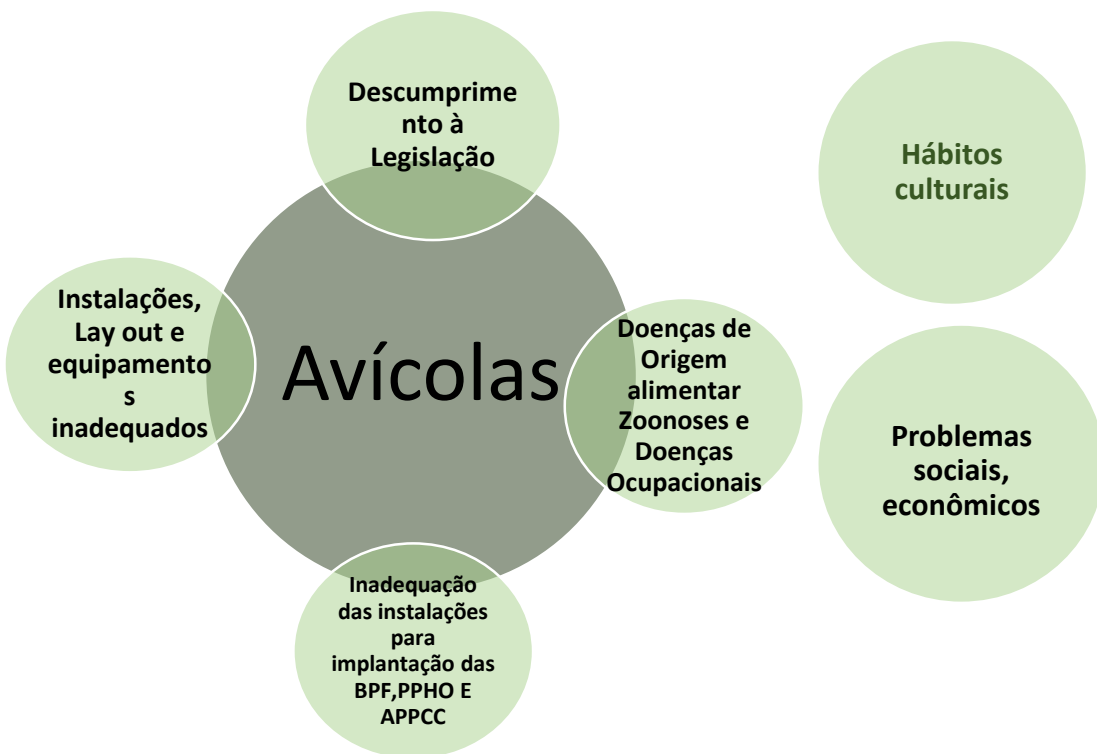 Descumprime
nto à
Legislação
Hábitos
culturais
Instalações,
Lay out e
equipamento
s
inadequados
Avícolas
Doenças de
Origem
alimentar
Zoonoses e
Doenças
Ocupacionais
Problemas
sociais,
econômicos
Inadequação
das instalações
para
implantação das
BPF,PPHO E
APPCC